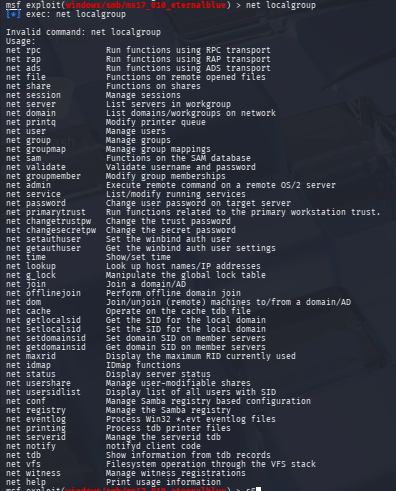 msf exploit(windows/smb/ms17_010_eternalblue) > net localgroup
[*] exec: net localgroup

Invalid command: net localgroup
Usage:
net rpc Run functions using RPC transport
net rap Run functions using RAP transport
net ads Run functions using ADS transport
net file Functions on remote opened files
net share Functions on shares
net session Manage sessions
net server List servers in workgroup
net domain List domains/workgroups on network
net printq Modify printer queue
net user Manage users
net group Manage groups
net groupmap Manage group mappings
net sam Functions on the SAM database
net validate Validate username and password
net groupmember Modify group memberships
net admin Execute remote command on a remote OS/2 server
net service List/modify running services
net password Change user password on target server
net primarytrust Run functions related to the primary workstation trust.
net changetrustpw Change the trust password
net changesecretpw Change the secret password
net setauthuser Set the winbind auth user
net getauthuser Get the winbind auth user settings
net time Show/set time
net lookup Look up host names/IP addresses
net g_lock Manipulate the global lock table
net join Join a domain/AD
net offlinejoin Perform offline domain join
net dom Join/unjoin (remote) machines to/from a domain/AD
net cache Operate on the cache tdb file
net getlocalsid Get the SID for the local domain
net setlocalsid Set the SID for the local domain
net setdomainsid Set domain SID on member servers
net getdomainsid Get domain SID on member servers
net maxrid Display the maximum RID currently used
net idmap IDmap functions
net status Display server status
net usershare Manage user-modifiable shares
net usersidlist Display list of all users with SID
net conf Manage Samba registry based configuration
net registry Manage the Samba registry
net eventlog Process Win32 *.evt eventlog files
net printing Process tdb printer files
net serverid Manage the serverid tdb
net notify notifyd client code
net tdb Show information from tdb records
net vfs Filesystem operation through the VFS stack
net witness Manage witness registrations
net help Print usage information
msf exploit(windows/smb/ms17_010_eternalblue) >